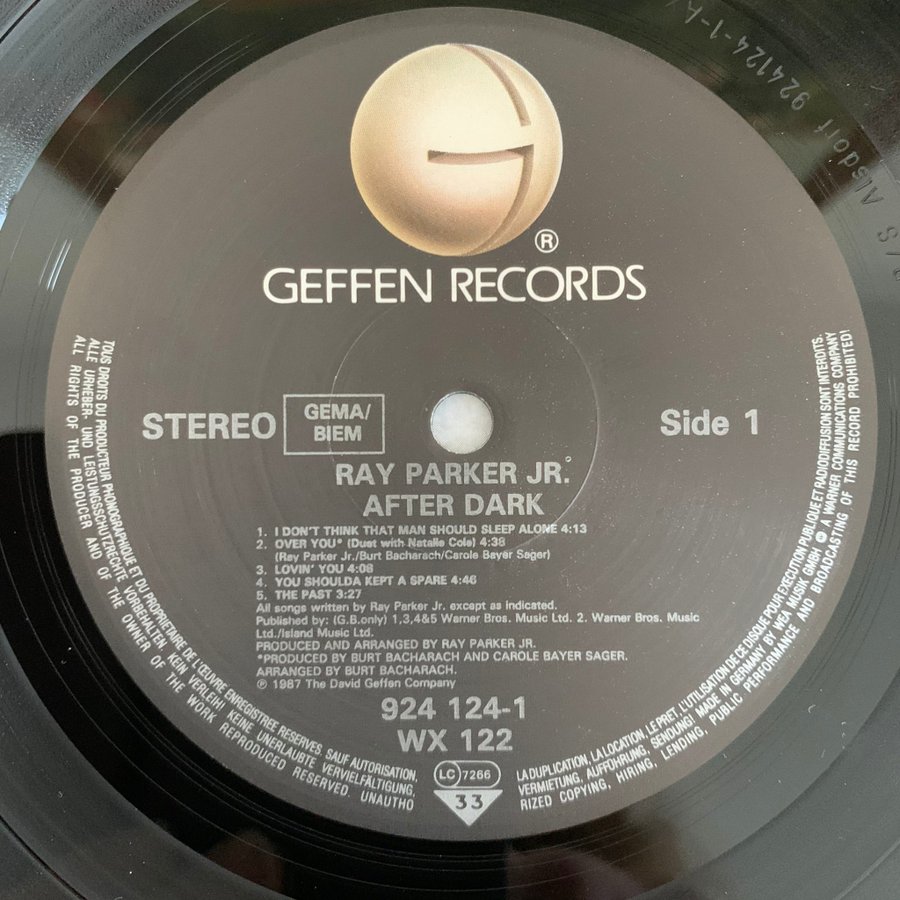 GEFFEN RECORDS
®
STEREO
GEMA/
BIEM
Side 1
RAY PARKER JR.
AFTER DARK
1. I DON'T THINK THAT MAN SHOULD SLEEP ALONE 4:13
2. OVER YOU* (Duet with Natalie Cole) 4:38
(Ray Parker Jr./Burt Bacharach/Carole Bayer Sager)
3. LOVIN' YOU 4:08
4. YOU SHOULDA KEPT A SPARE 4:46
5. THE PAST 3:27
All songs written by Ray Parker Jr. except as indicated.
Published by: (G.B.only) 1,3,4&5 Warner Bros. Music Ltd. 2. Warner Bros. Music
Ltd./Island Music Ltd.
PRODUCED AND ARRANGED BY RAY PARKER JR.
*PRODUCED BY BURT BACHARACH AND CAROLE BAYER SAGER.
ARRANGED BY BURT BACHARACH.
℗ 1987 The David Geffen Company
924 124-1
WX 122
LC 7266
33
TOUS DROITS DU PRODUCTEUR PHONOGRAPHIQUE ET DU PROPRIETAIRE DE L'ŒUVRE ENREGISTREE RESERVES. SAUF AUTORISATION,
LA DUPLICATION, LA LOCATION, LE PRET, L'UTILISATION DE CE DISQUE POUR EXECUTION PUBLIQUE ET RADIODIFFUSION SONT INTERDITS.
ALLE URHEBER- UND LEISTUNGSSCHUTZRECHTE VORBEHALTEN. KEIN VERLEIH! KEINE UNERLAUBTE VERVIELFÄLTIGUNG,
VERMIETUNG, AUFFÜHRUNG, SENDUNG! MADE IN GERMANY BY WEA MUSIK GMBH A WARNER COMMUNICATIONS COMPANY
ALL RIGHTS OF THE PRODUCER AND OF THE OWNER OF THE WORK REPRODUCED RESERVED. UNAUTHO
RIZED COPYING, HIRING, LENDING, PUBLIC PERFORMANCE AND BROADCASTING OF THIS RECORD PROHIBITED!
Alsdorf 924124-1-A